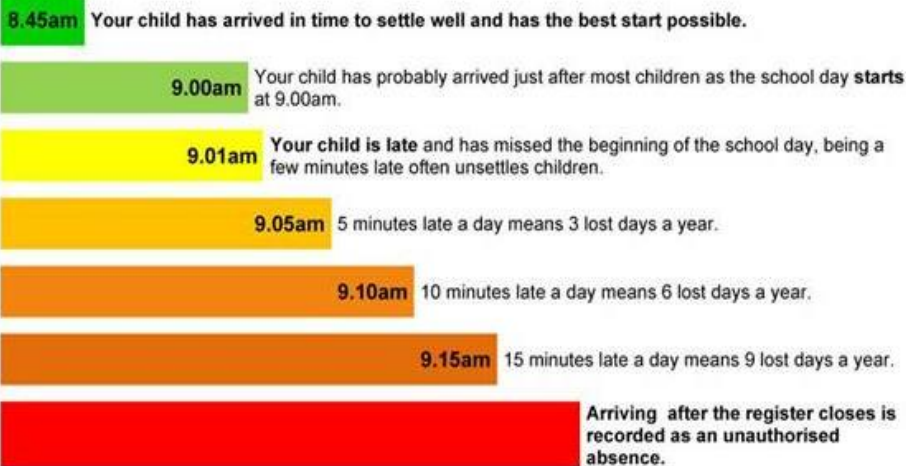 8.45am Your child has arrived in time to settle well and has the best start possible.
9.00am Your child has probably arrived just after most children as the school day starts
at 9.00am.
9.01am Your child is late and has missed the beginning of the school day, being a
few minutes late often unsettles children.
9.05am 5 minutes late a day means 3 lost days a year.
9.10am 10 minutes late a day means 6 lost days a year.
9.15am 15 minutes late a day means 9 lost days a year.
Arriving after the register closes is
recorded as an unauthorised
absence.